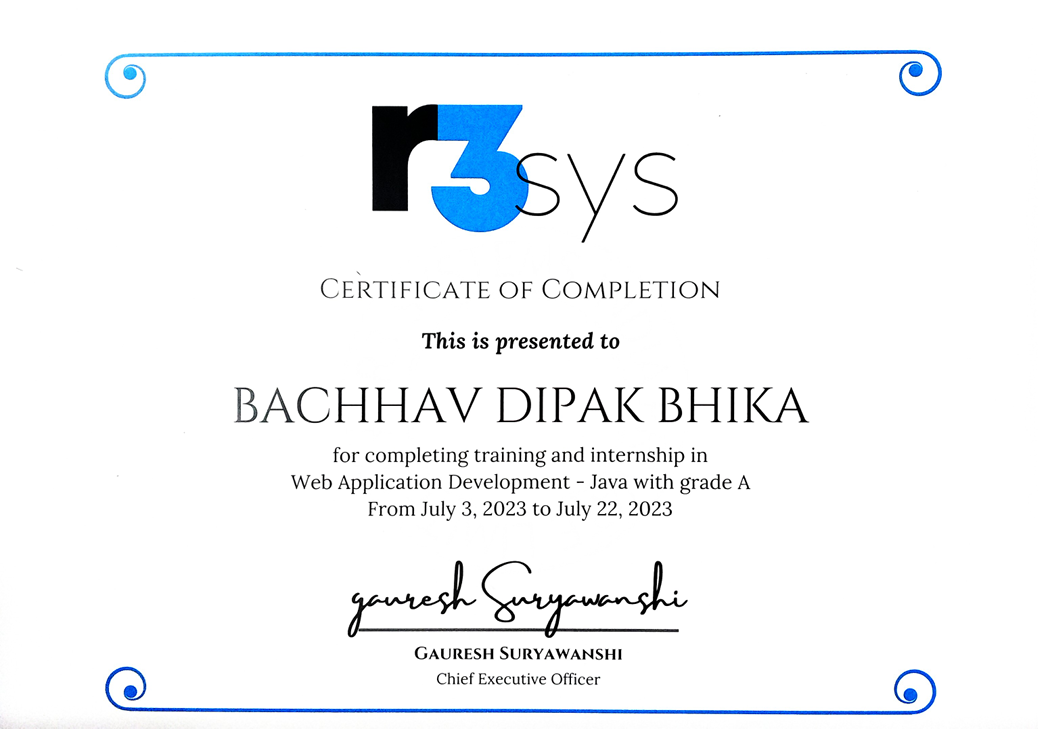 r3sys
Certificate of Completion
This is presented to
BACHHAV DIPAK BHIKA
for completing training and internship in
Web Application Development - Java with grade A
From July 3, 2023 to July 22, 2023
gauresh Suryawanshi
Gauresh Suryawanshi
Chief Executive Officer